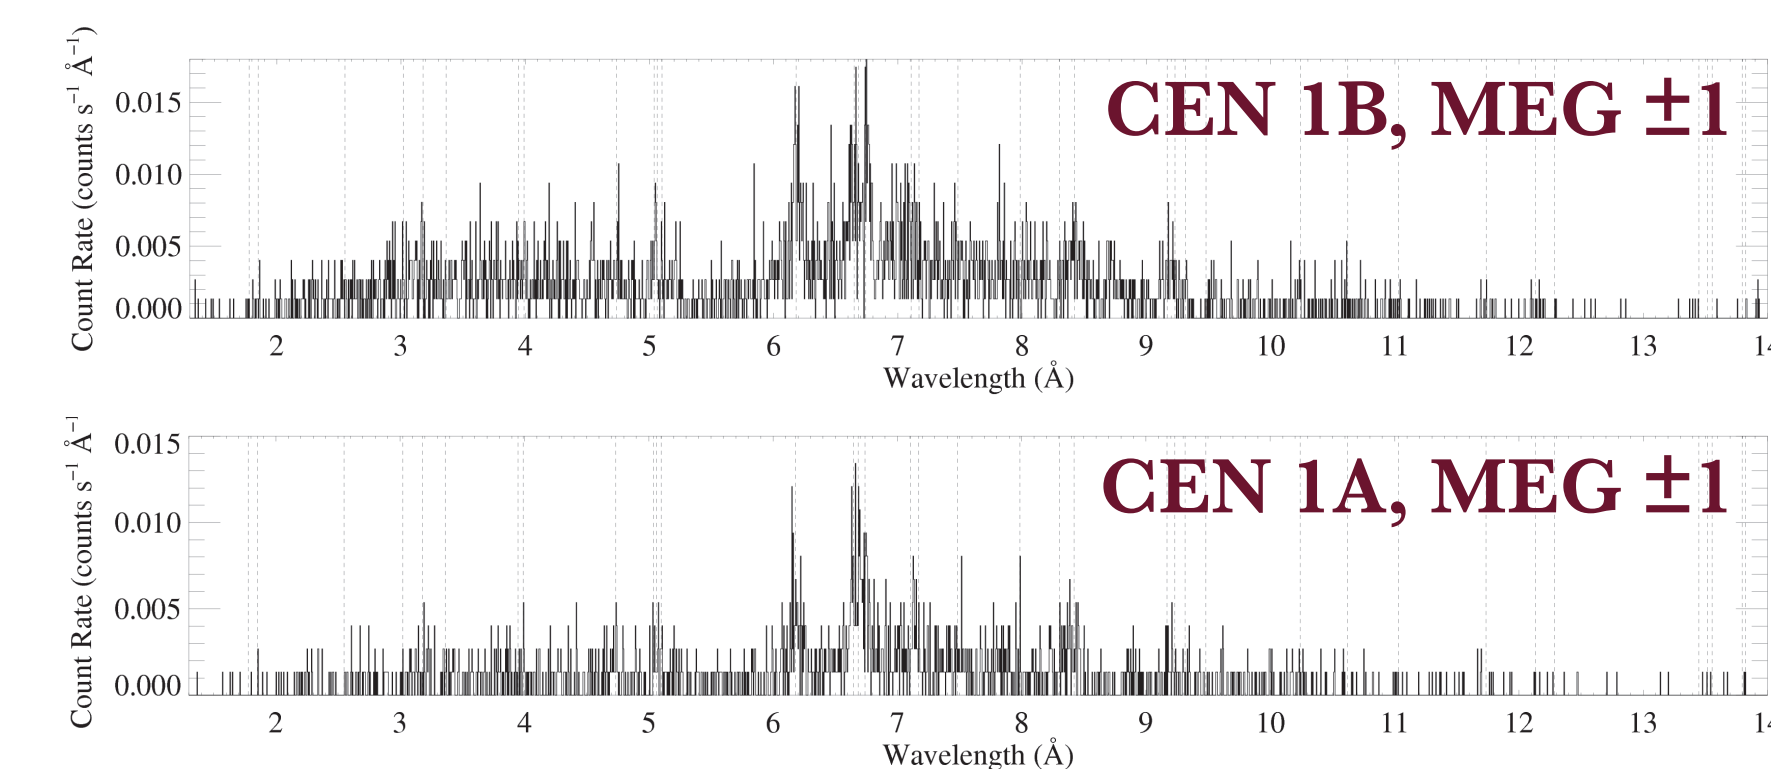 CEN 1B, MEG ±1
Count Rate (counts s⁻¹ Å⁻¹)
0.015
0.010
0.005
0.000
2 3 4 5 6 7 8 9 10 11 12 13 14
Wavelength (Å)
CEN 1A, MEG ±1
Count Rate (counts s⁻¹ Å⁻¹
0.015
0.010
0.005
0.000
2 3 4 5 6 7 8 9 10 11 12 13 14
Wavelength (Å)